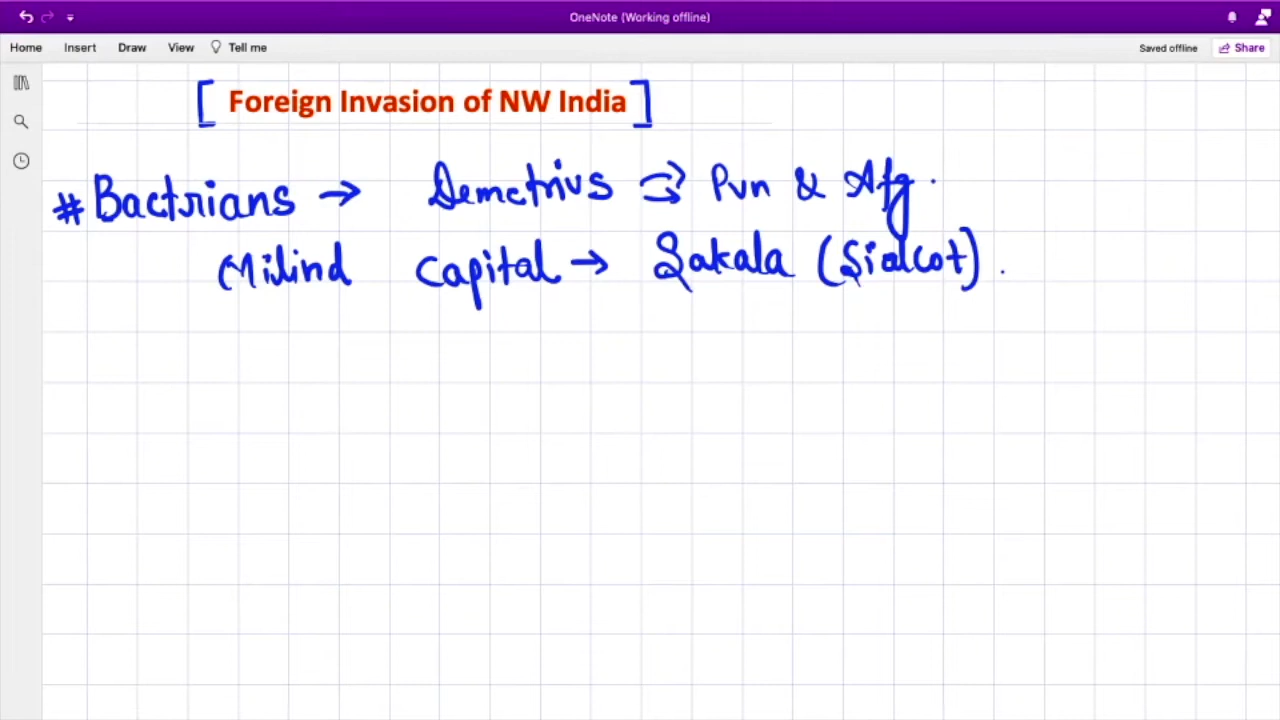 OneNote (Working offline)
Home Insert Draw View Tell me Saved offline Share
[ Foreign Invasion of NW India ]
# Bactrians → Demetrius ⇉ Pun & Afg.
Milind Capital → Sakala (Sialcot).